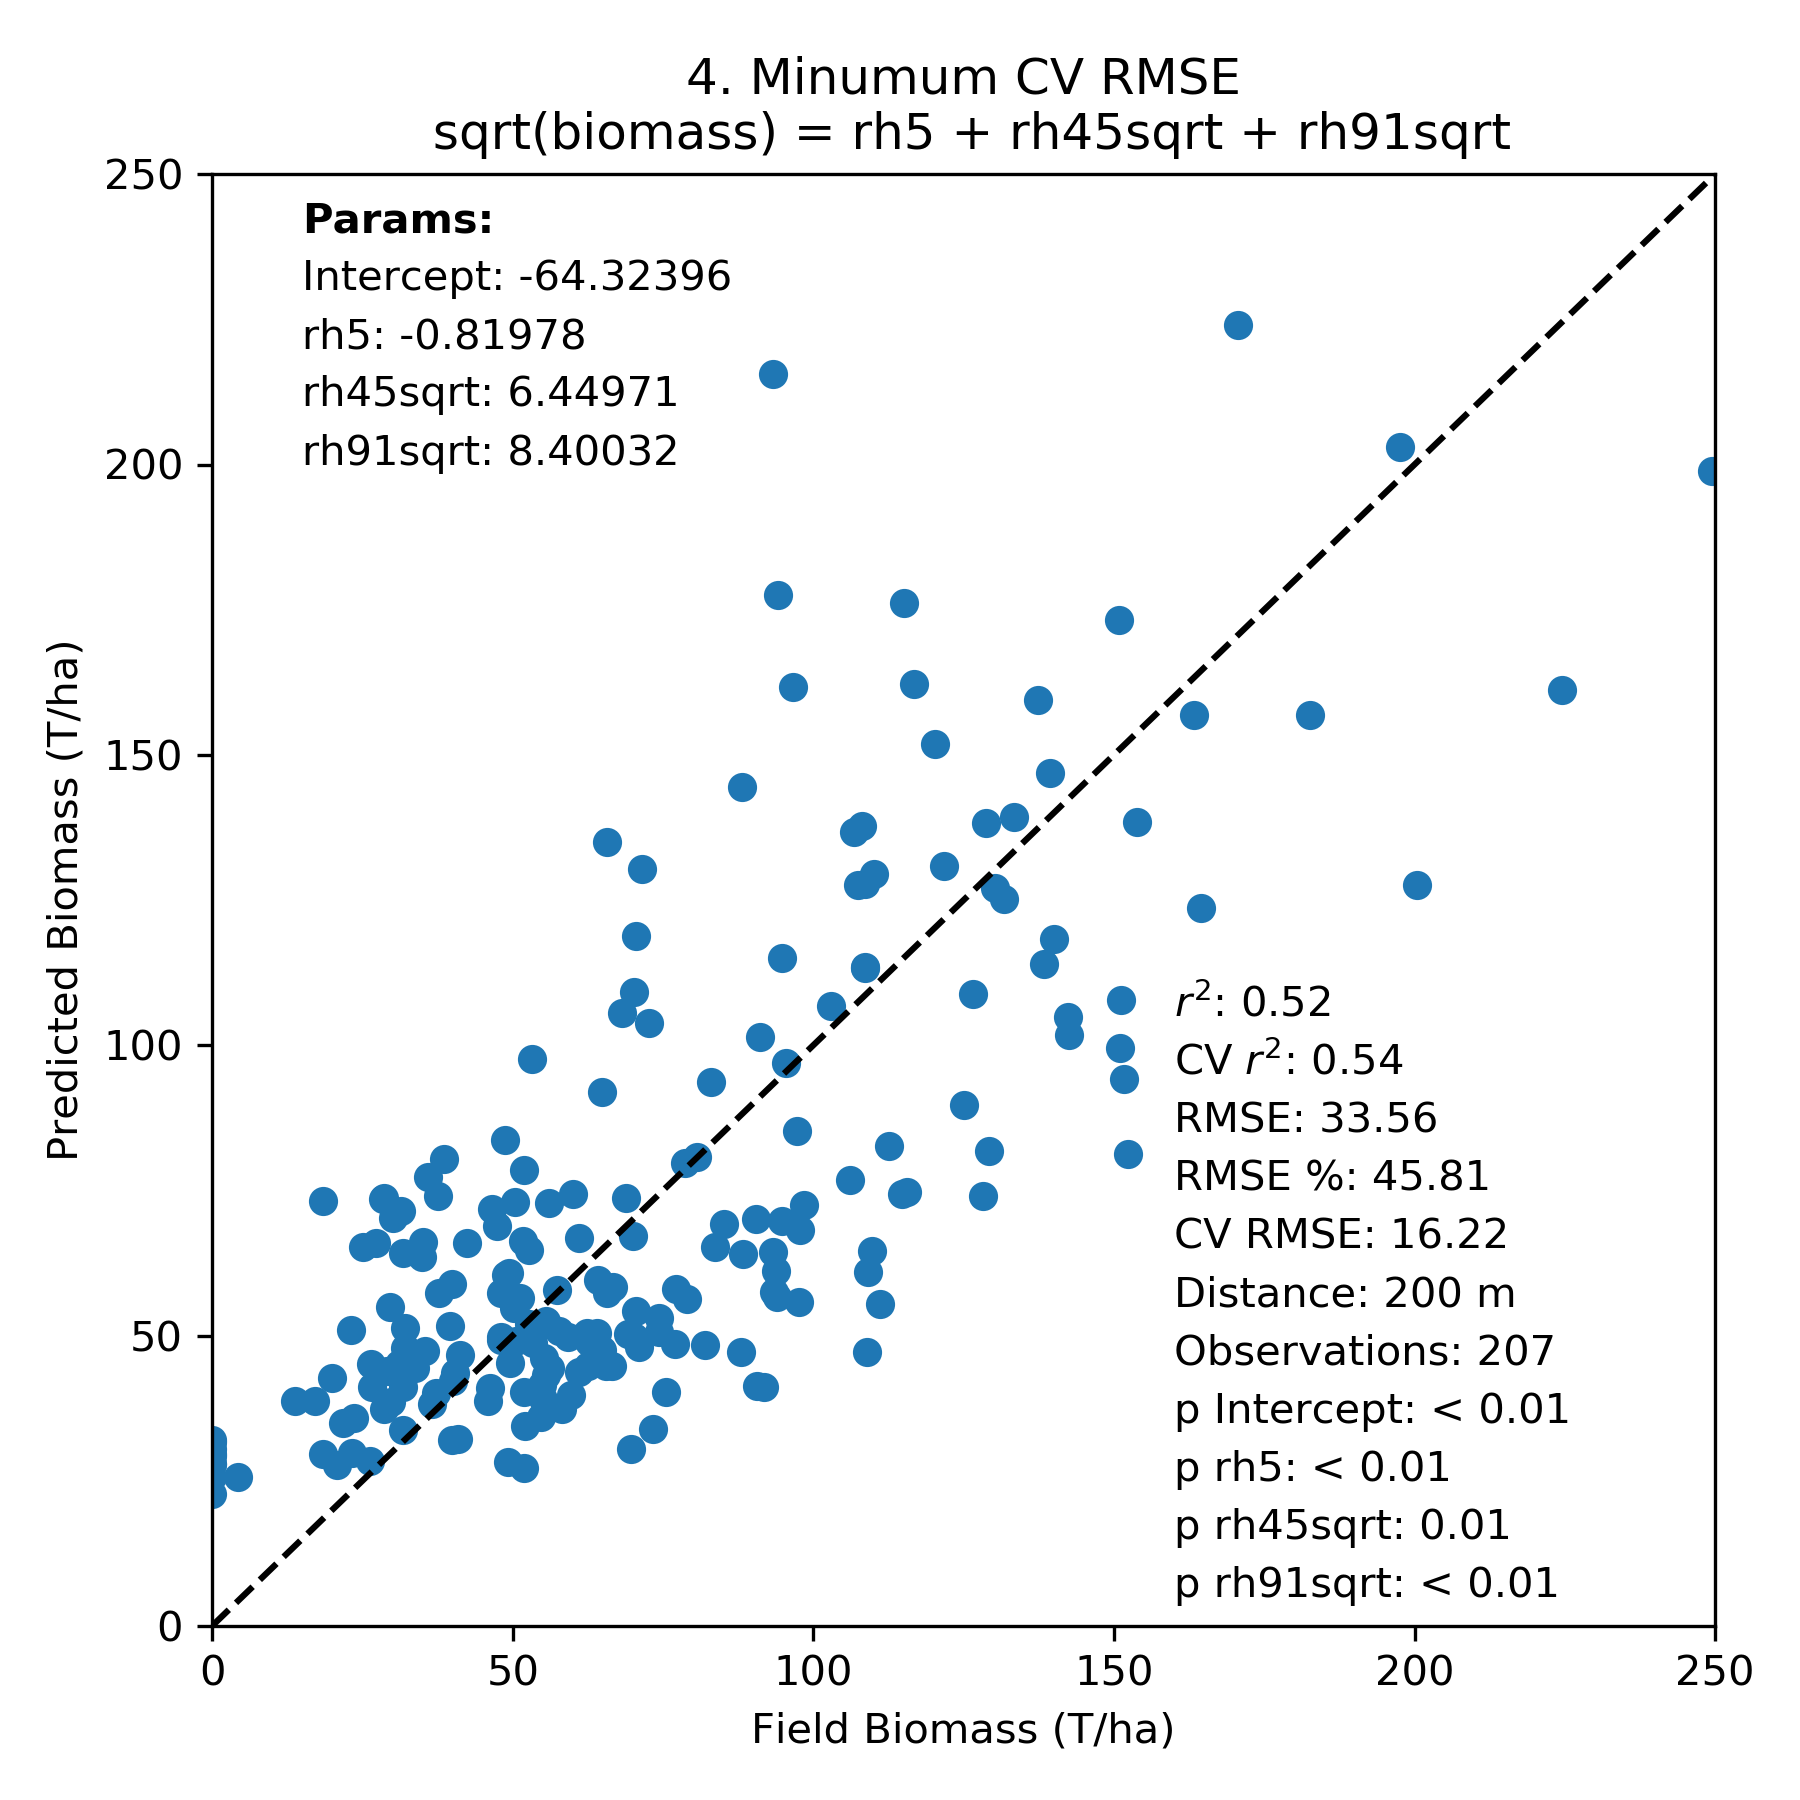 4. Minumum CV RMSE
sqrt(biomass) = rh5 + rh45sqrt + rh91sqrt
250
200
150
100
50
0
Predicted Biomass (T/ha)
Params:
Intercept: -64.32396
rh5: -0.81978
rh45sqrt: 6.44971
rh91sqrt: 8.40032
r²: 0.52
CV r²: 0.54
RMSE: 33.56
RMSE %: 45.81
CV RMSE: 16.22
Distance: 200 m
Observations: 207
p Intercept: < 0.01
p rh5: < 0.01
p rh45sqrt: 0.01
p rh91sqrt: < 0.01
0 50 100 150 200 250
Field Biomass (T/ha)